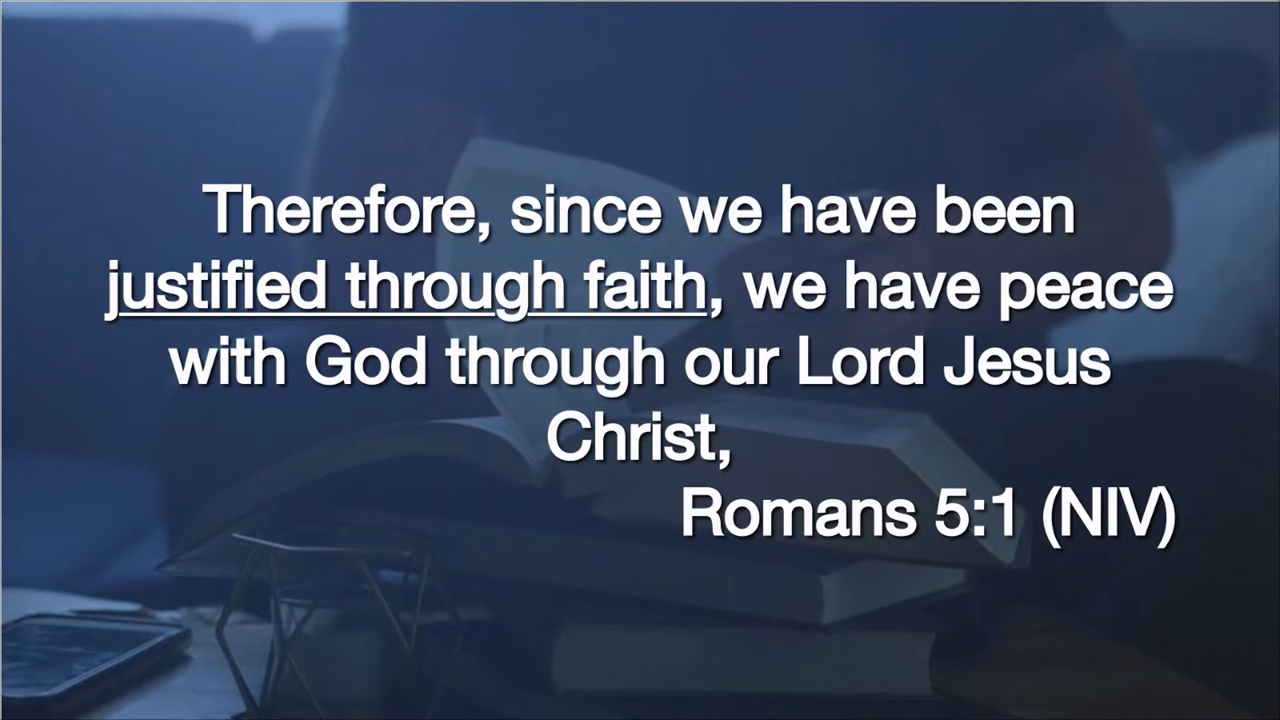 Therefore, since we have been
justified through faith, we have peace
with God through our Lord Jesus
Christ,
Romans 5:1 (NIV)